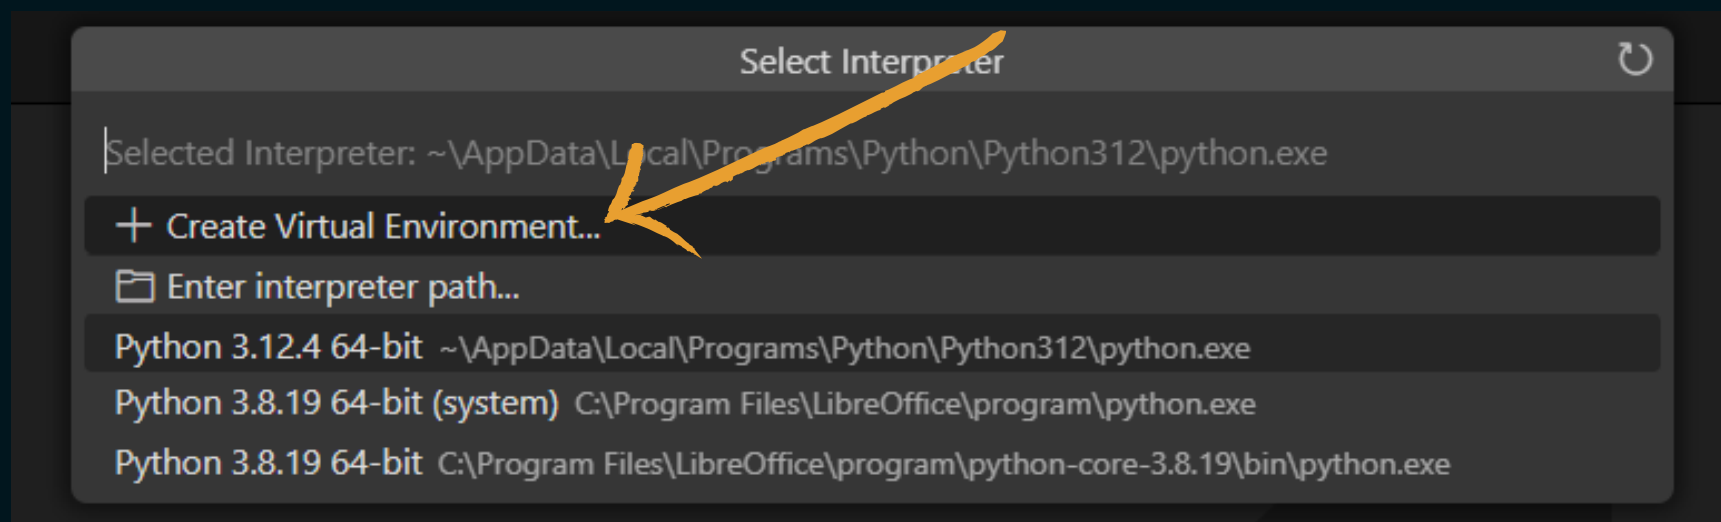 Select Interpreter
Selected Interpreter: ~\AppData\Local\Programs\Python\Python312\python.exe
Create Virtual Environment...
Enter interpreter path...
Python 3.12.4 64-bit ~\AppData\Local\Programs\Python\Python312\python.exe
Python 3.8.19 64-bit (system) C:\Program Files\LibreOffice\program\python.exe
Python 3.8.19 64-bit C:\Program Files\LibreOffice\program\python-core-3.8.19\bin\python.exe